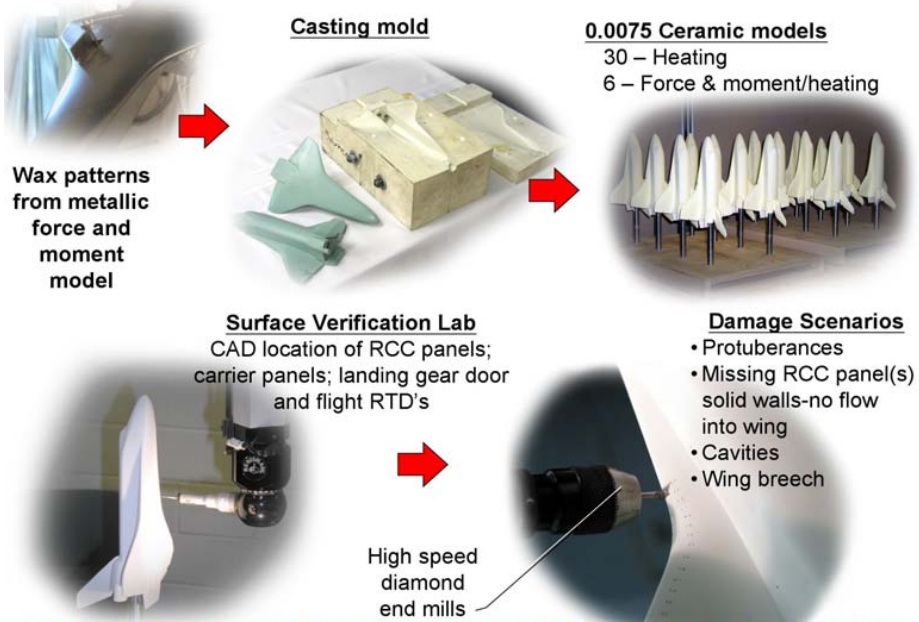 Casting mold
0.0075 Ceramic models
30 – Heating
6 – Force & moment/heating
Wax patterns
from metallic
force and
moment
model
Surface Verification Lab
CAD location of RCC panels;
carrier panels; landing gear door
and flight RTD's
Damage Scenarios
• Protuberances
• Missing RCC panel(s)
solid walls-no flow
into wing
• Cavities
• Wing breech
High speed
diamond
end mills